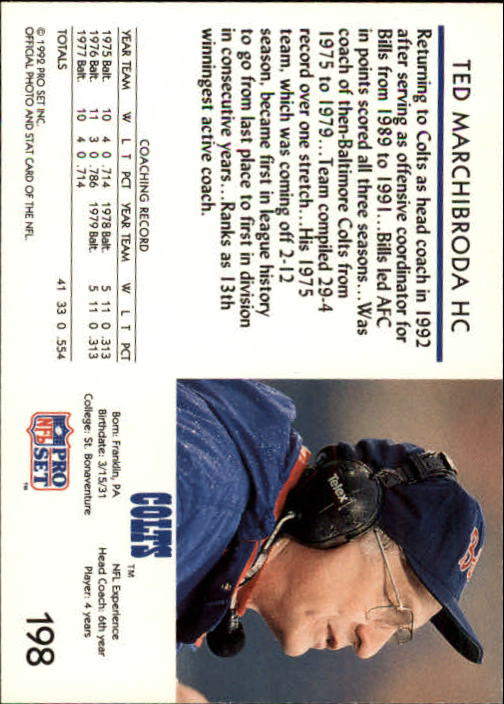 TED MARCHIBRODA HC
Returning to Colts as head coach in 1992
after serving as offensive coordinator for
Bills from 1989 to 1991...Bills led AFC
in points scored all three seasons...Was
coach of then-Baltimore Colts from
1975 to 1979...Team compiled 29-4
record over one stretch...His 1975
team, which was coming off 2-12
season, became first in league history
to go from last place to first in division
in consecutive years...Ranks as 13th
winningest active coach.
COACHING RECORD
YEAR TEAM W L T PCT YEAR TEAM W L T PCT
1975 Balt. 10 4 0 .714 1978 Balt. 5 11 0 .313
1976 Balt. 11 3 0 .786 1979 Balt. 5 11 0 .313
1977 Balt. 10 4 0 .714
TOTALS 41 33 0 .554
© 1992 PRO SET INC.
OFFICIAL PHOTO AND STAT CARD OF THE NFL.
Telex
COLTS™
Born: Franklin, PA
Birthdate: 3/15/31
College: St. Bonaventure
NFL Experience
Head Coach: 6th year
Player: 4 years
PRO
NFL
SET™
198